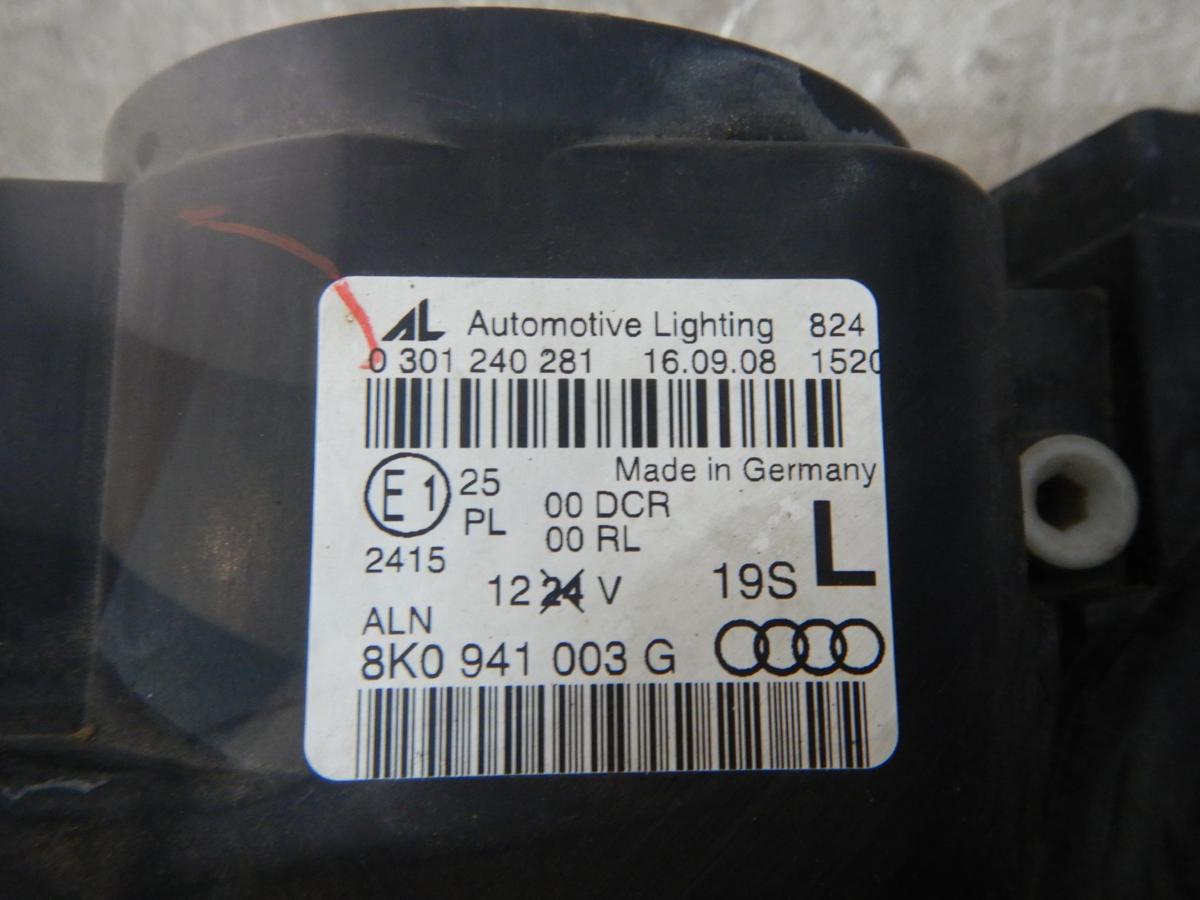 AL Automotive Lighting 824
0 301 240 281 16.09.08 1520
Made in Germany
E1 25
PL
00 DCR
00 RL
2415
12 24 V 19S L
ALN
8K0 941 003 G